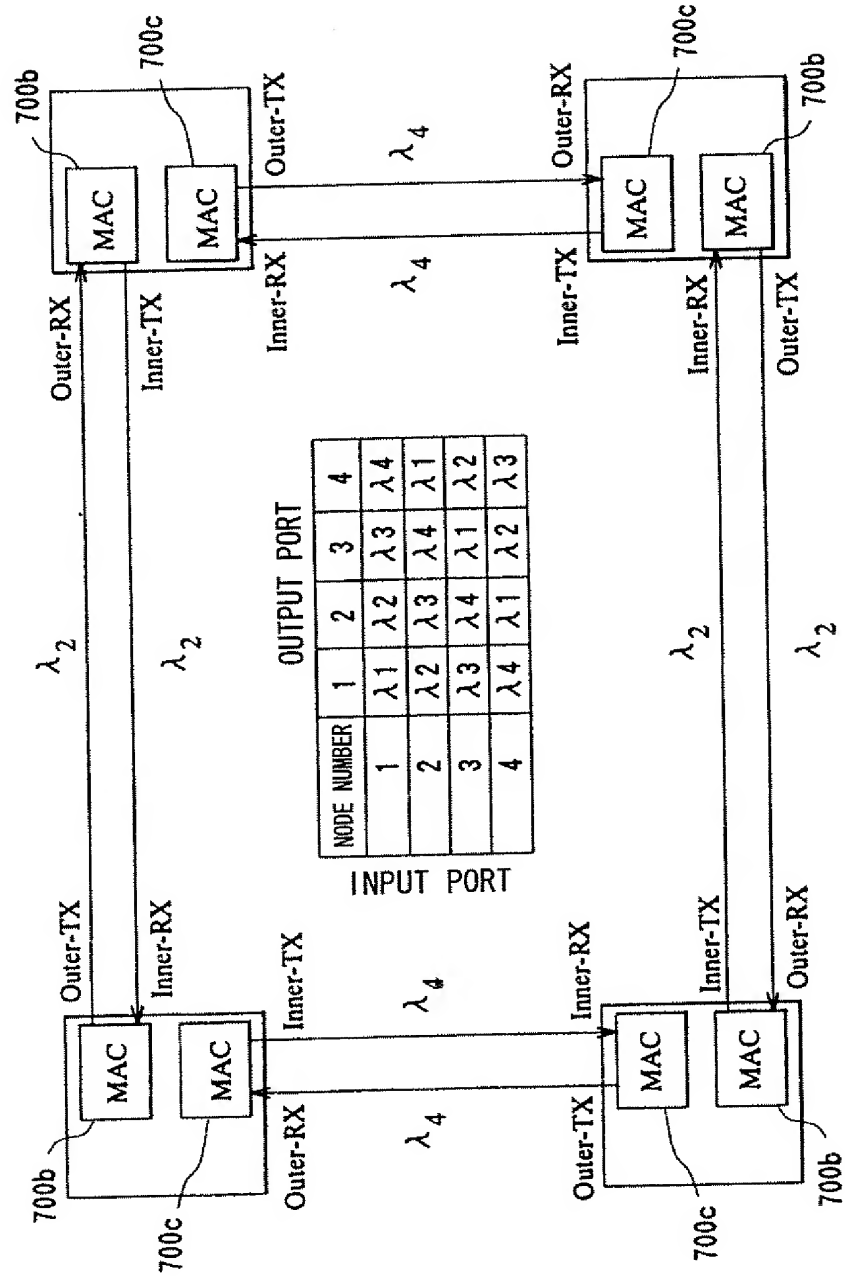 700b
Outer-TX
λ2
Outer-RX
700b
MAC
MAC
Inner-RX
λ2
Inner-TX
700c
MAC
MAC
700c
Outer-RX
Inner-TX
Inner-RX
Outer-TX
OUTPUT PORT
NODE NUMBER 1 2 3 4
1 λ1 λ2 λ3 λ4
2 λ2 λ3 λ4 λ1
3 λ3 λ4 λ1 λ2
4 λ4 λ1 λ2 λ3
INPUT PORT
λ4
λ4
λ4
λ4
Outer-TX
Inner-RX
Inner-TX
Outer-RX
700c
MAC
MAC
700c
Inner-TX
λ2
Inner-RX
MAC
MAC
700b
Outer-RX
λ2
Outer-TX
700b